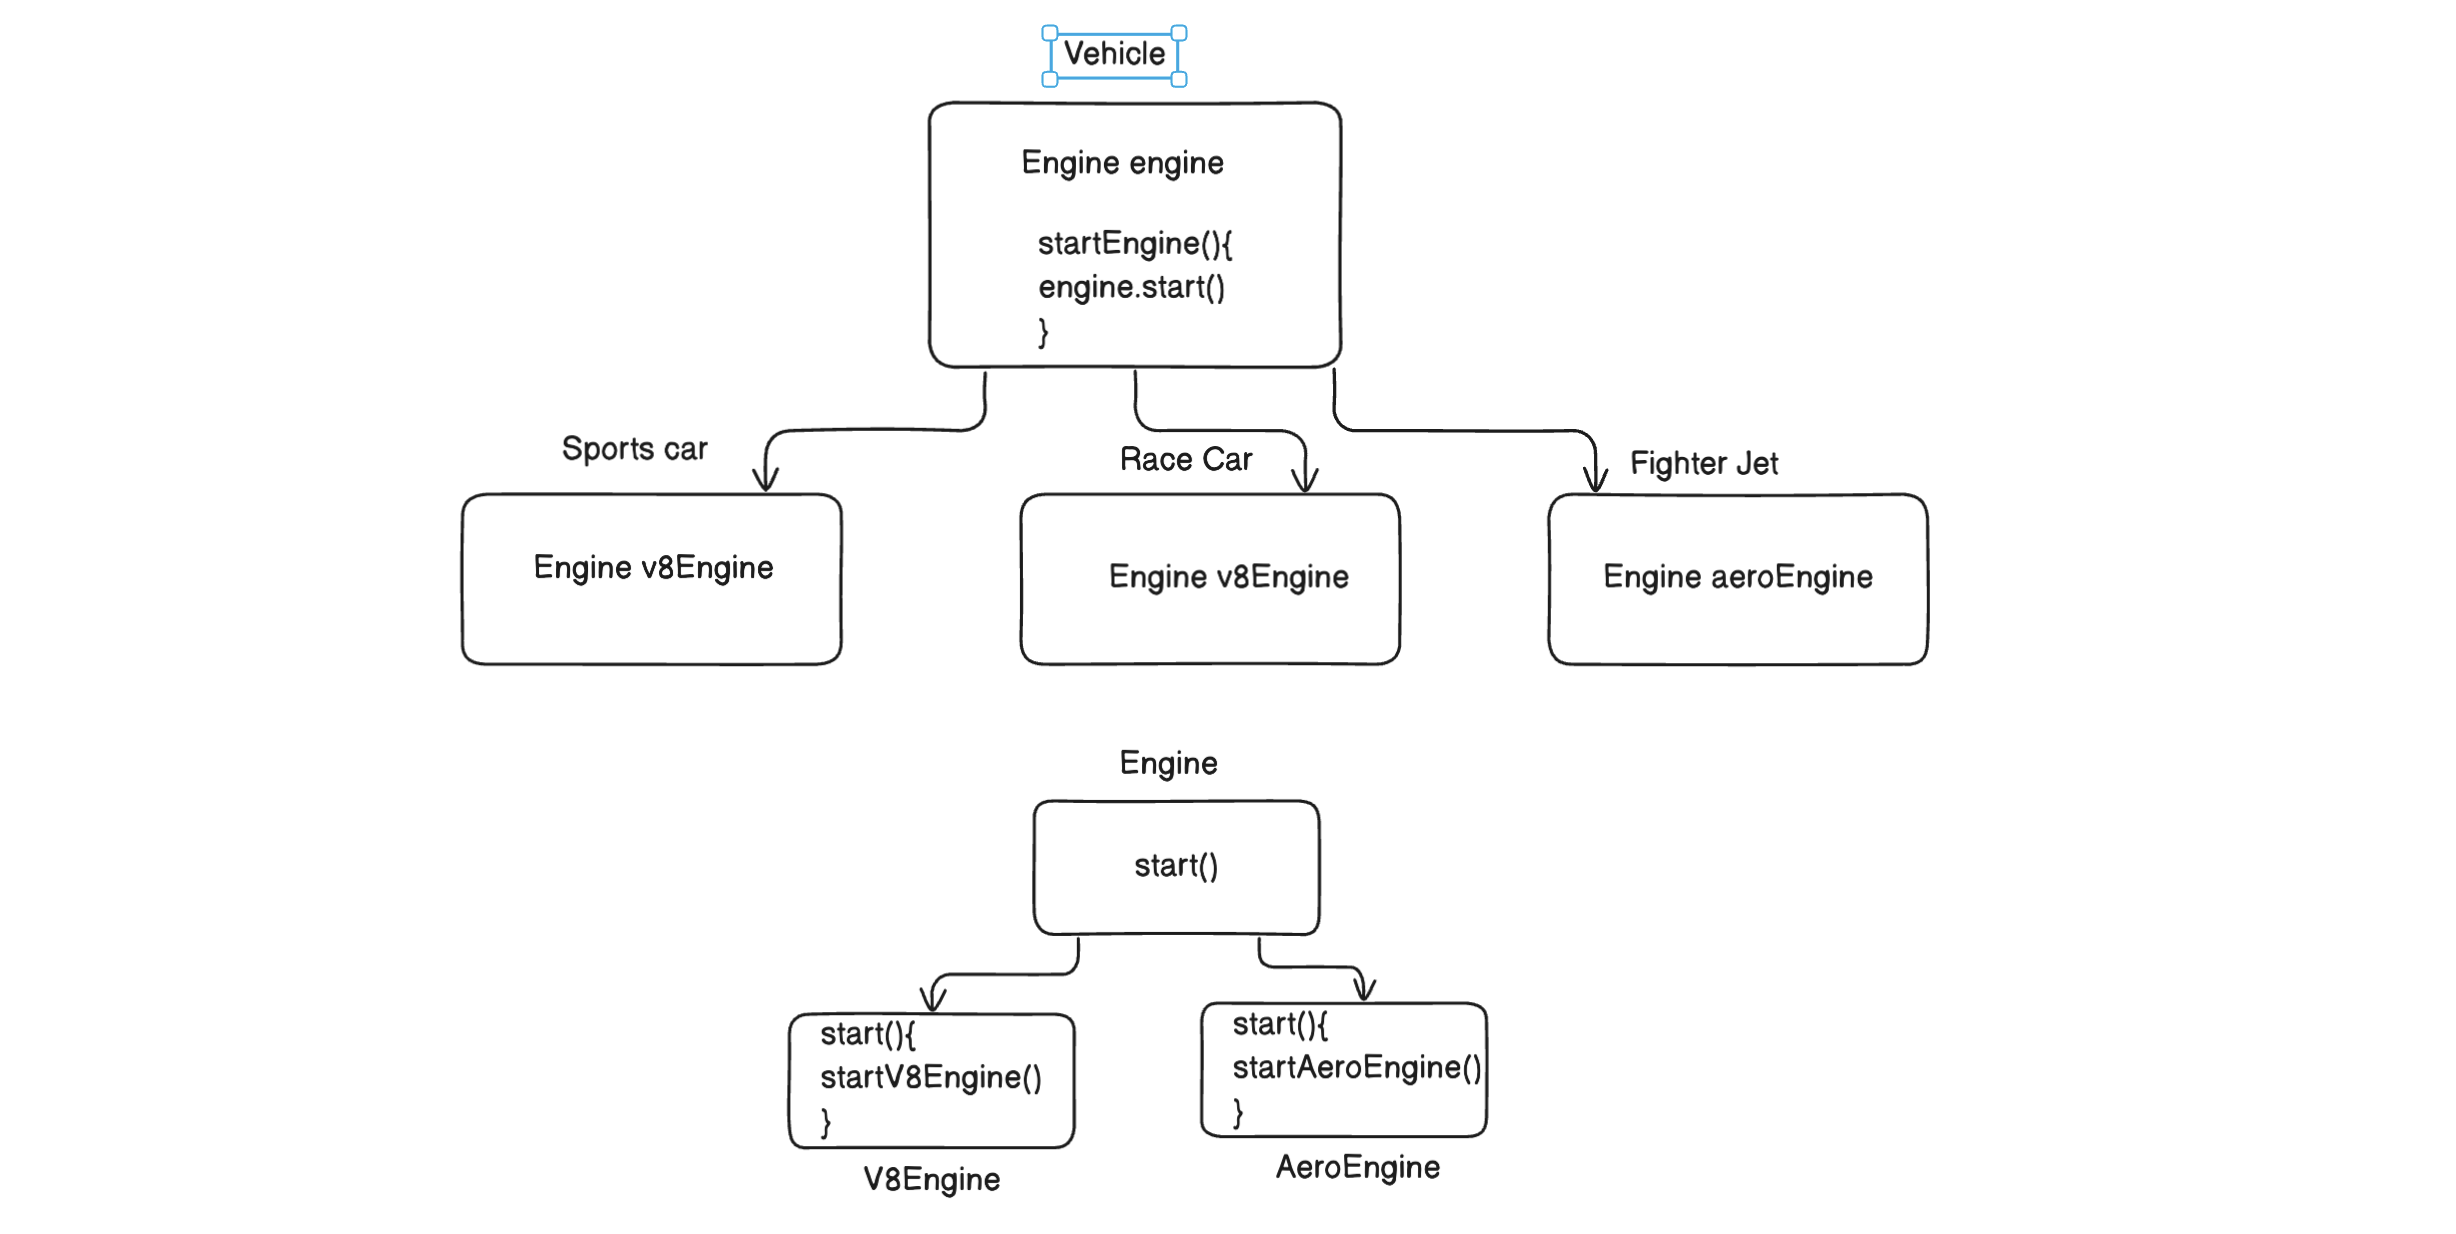 Vehicle
Engine engine
startEngine(){
engine.start()
}
Sports car
Race Car
Fighter Jet
Engine v8Engine
Engine v8Engine
Engine aeroEngine
Engine
start()
start(){
startV8Engine()
}
V8Engine
start(){
startAeroEngine()
}
AeroEngine